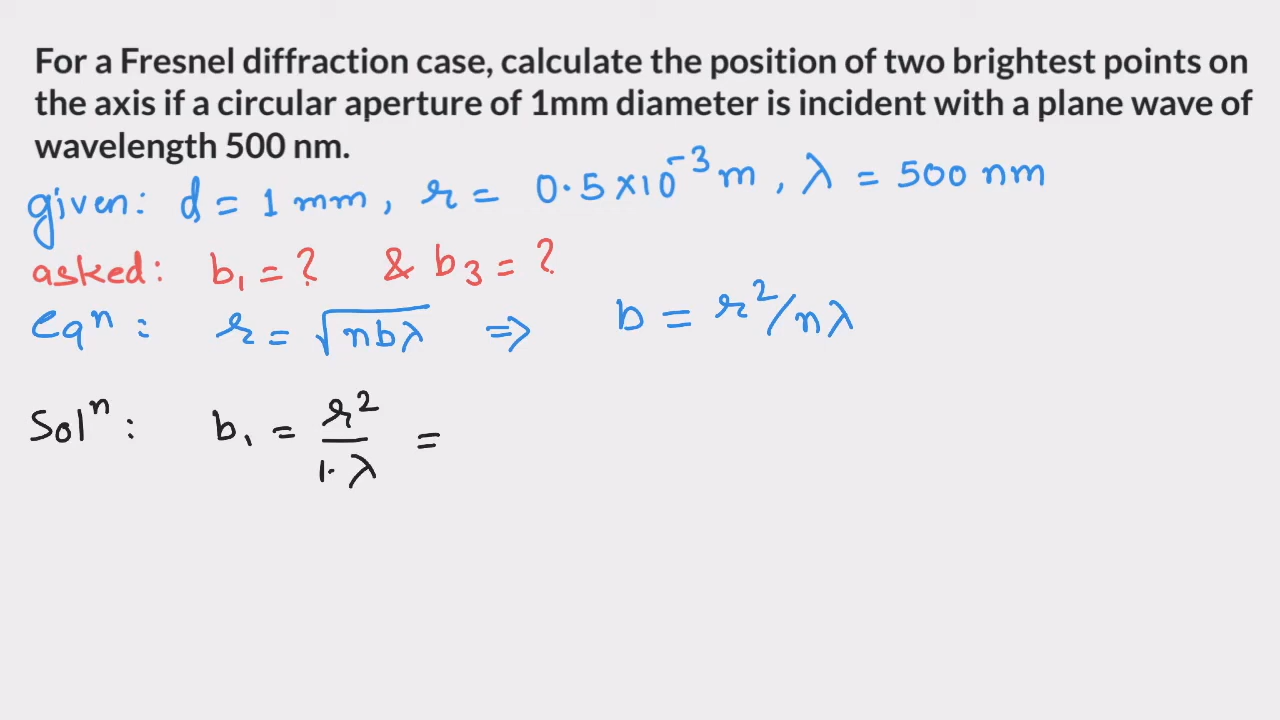 For a Fresnel diffraction case, calculate the position of two brightest points on
the axis if a circular aperture of 1mm diameter is incident with a plane wave of
wavelength 500 nm.
given: d = 1 mm, r = 0.5×10⁻³ m, λ = 500 nm
asked: b₁ = ? & b₃ = ?
eqⁿ: r = √nbλ ⇒ b = r²/nλ
Solⁿ: b₁ = r²/1·λ =